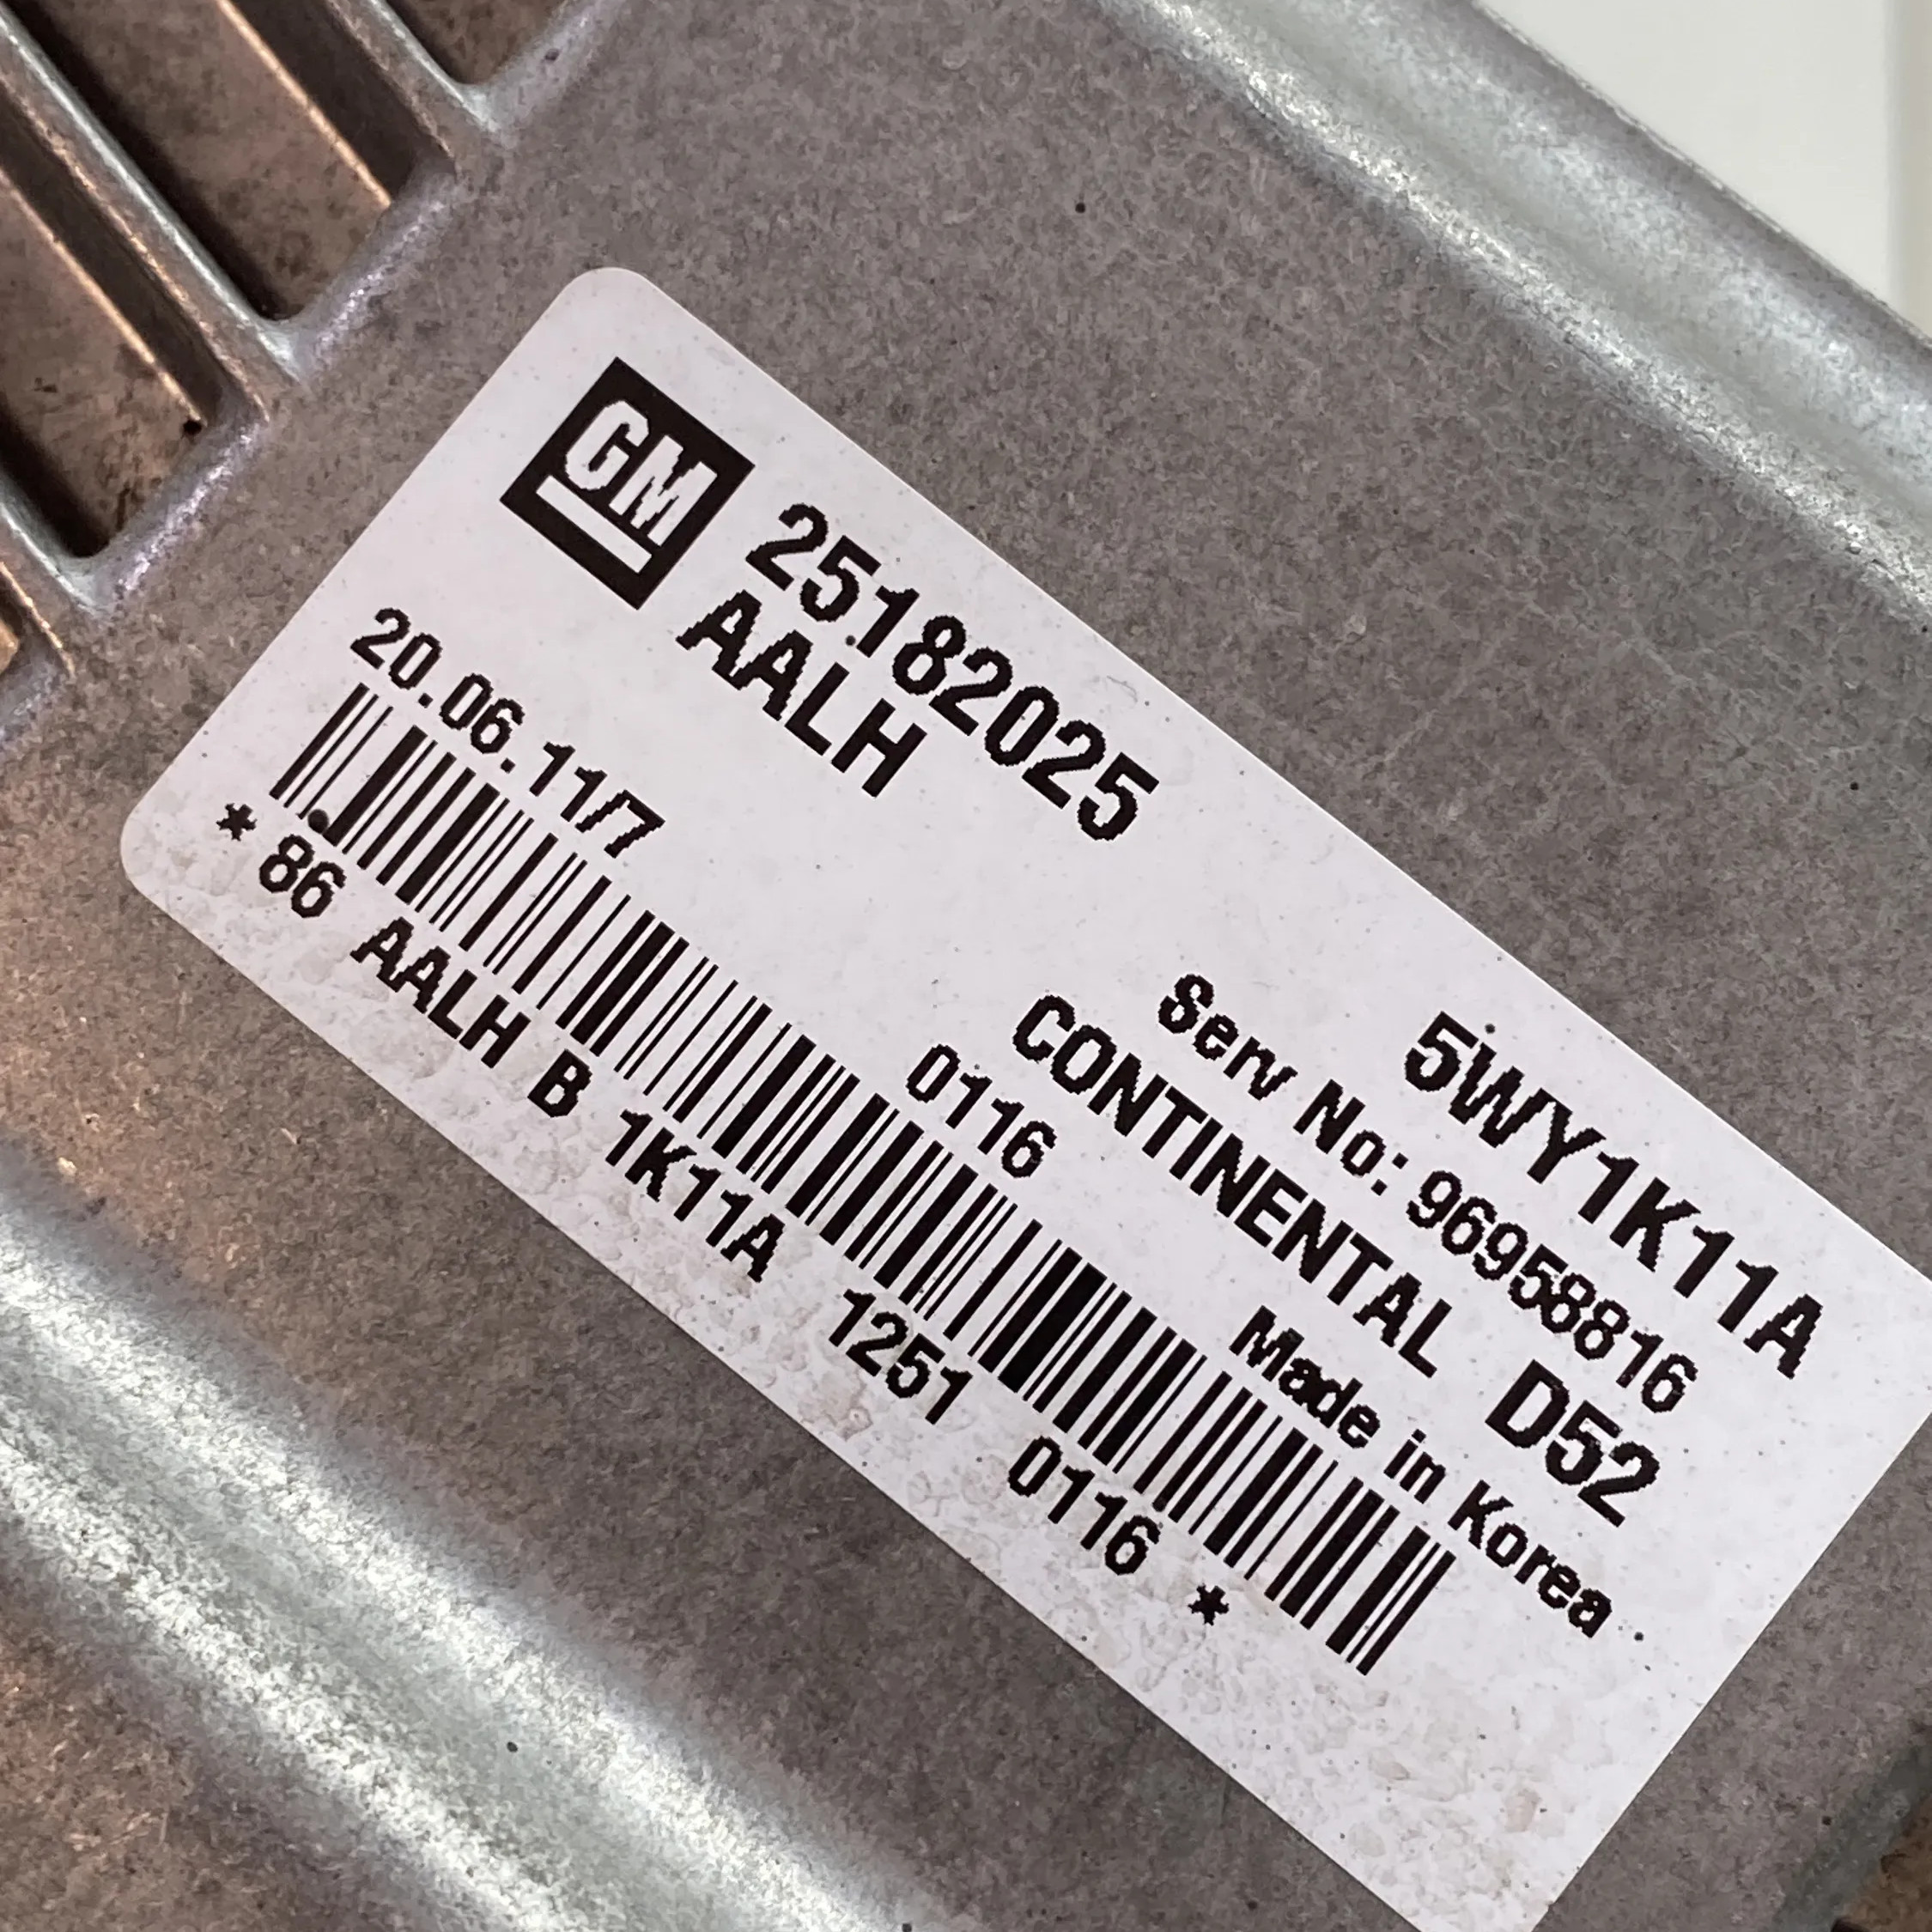 GM
25182025
AALH
5WY1K11A
Serv No: 96958816
CONTINENTAL D52
20.06.11/7
0116
Made in Korea
* 86 AALH B 1K11A 1251 0116 *